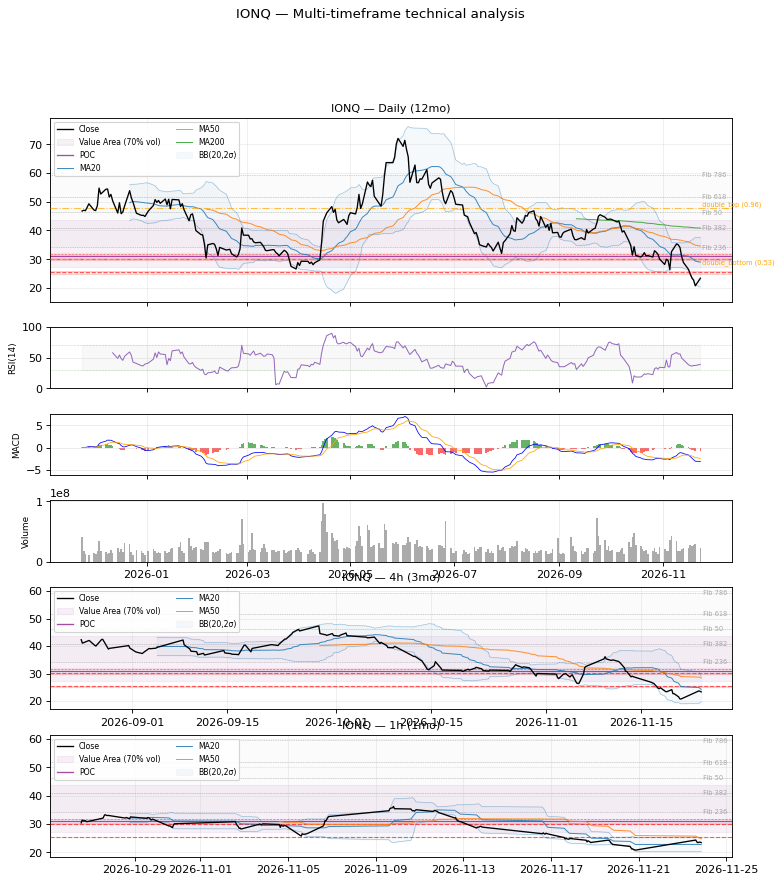 IONQ — Multi-timeframe technical analysis
IONQ — Daily (12mo)
Close
Value Area (70% vol)
POC
MA20
MA50
MA200
BB(20,2σ)
70
60
50
40
30
20
Fib 786
Fib 618
double_top (0.96)
Fib 50
Fib 382
Fib 236
double_bottom (0.53)
RSI(14)
100
50
0
MACD
5
0
−5
1e8
Volume
1
0
2026-01
2026-03
2026-05
2026-07
2026-09
2026-11
IONQ — 4h (3mo)
Close
Value Area (70% vol)
POC
MA20
MA50
BB(20,2σ)
60
50
40
30
20
Fib 786
Fib 618
Fib 50
Fib 382
Fib 236
2026-09-01
2026-09-15
2026-10-01
2026-10-15
2026-11-01
2026-11-15
IONQ — 1h (1mo)
Close
Value Area (70% vol)
POC
MA20
MA50
BB(20,2σ)
60
50
40
30
20
Fib 786
Fib 618
Fib 50
Fib 382
Fib 236
2026-10-29
2026-11-01
2026-11-05
2026-11-09
2026-11-13
2026-11-17
2026-11-21
2026-11-25